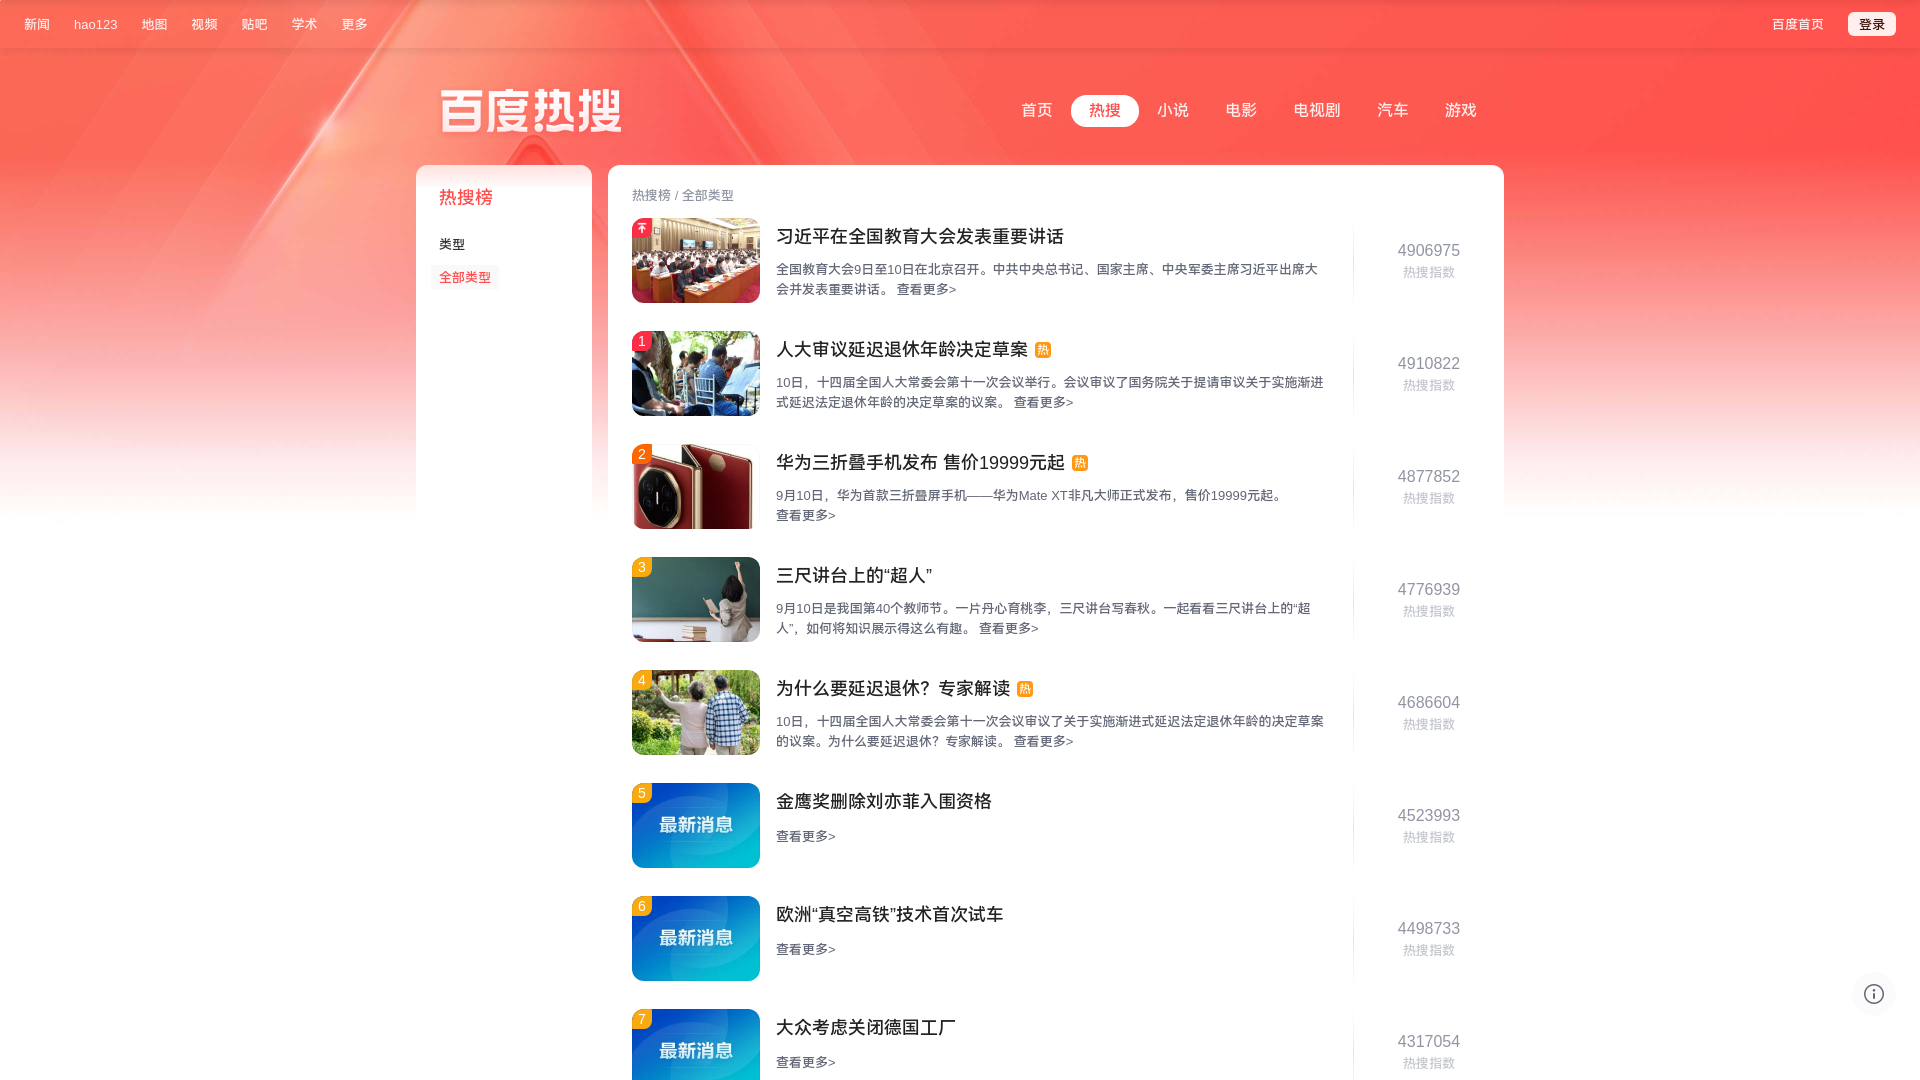 新闻 hao123 地图 视频 贴吧 学术 更多 百度首页 登录
百度热搜
首页 热搜 小说 电影 电视剧 汽车 游戏
热搜榜
类型
全部类型
热搜榜 / 全部类型
习近平在全国教育大会发表重要讲话
全国教育大会9日至10日在北京召开。中共中央总书记、国家主席、中央军委主席习近平出席大
会并发表重要讲话。 查看更多>
4906975
热搜指数
1
人大审议延迟退休年龄决定草案 热
10日，十四届全国人大常委会第十一次会议举行。会议审议了国务院关于提请审议关于实施渐进
式延迟法定退休年龄的决定草案的议案。 查看更多>
4910822
热搜指数
2
华为三折叠手机发布 售价19999元起 热
9月10日，华为首款三折叠屏手机——华为Mate XT非凡大师正式发布，售价19999元起。
查看更多>
4877852
热搜指数
3
三尺讲台上的“超人”
9月10日是我国第40个教师节。一片丹心育桃李，三尺讲台写春秋。一起看看三尺讲台上的“超
人”，如何将知识展示得这么有趣。 查看更多>
4776939
热搜指数
4
为什么要延迟退休？专家解读 热
10日，十四届全国人大常委会第十一次会议审议了关于实施渐进式延迟法定退休年龄的决定草案
的议案。为什么要延迟退休？专家解读。 查看更多>
4686604
热搜指数
5
最新消息
金鹰奖删除刘亦菲入围资格
查看更多>
4523993
热搜指数
6
最新消息
欧洲“真空高铁”技术首次试车
查看更多>
4498733
热搜指数
7
最新消息
大众考虑关闭德国工厂
查看更多>
4317054
热搜指数